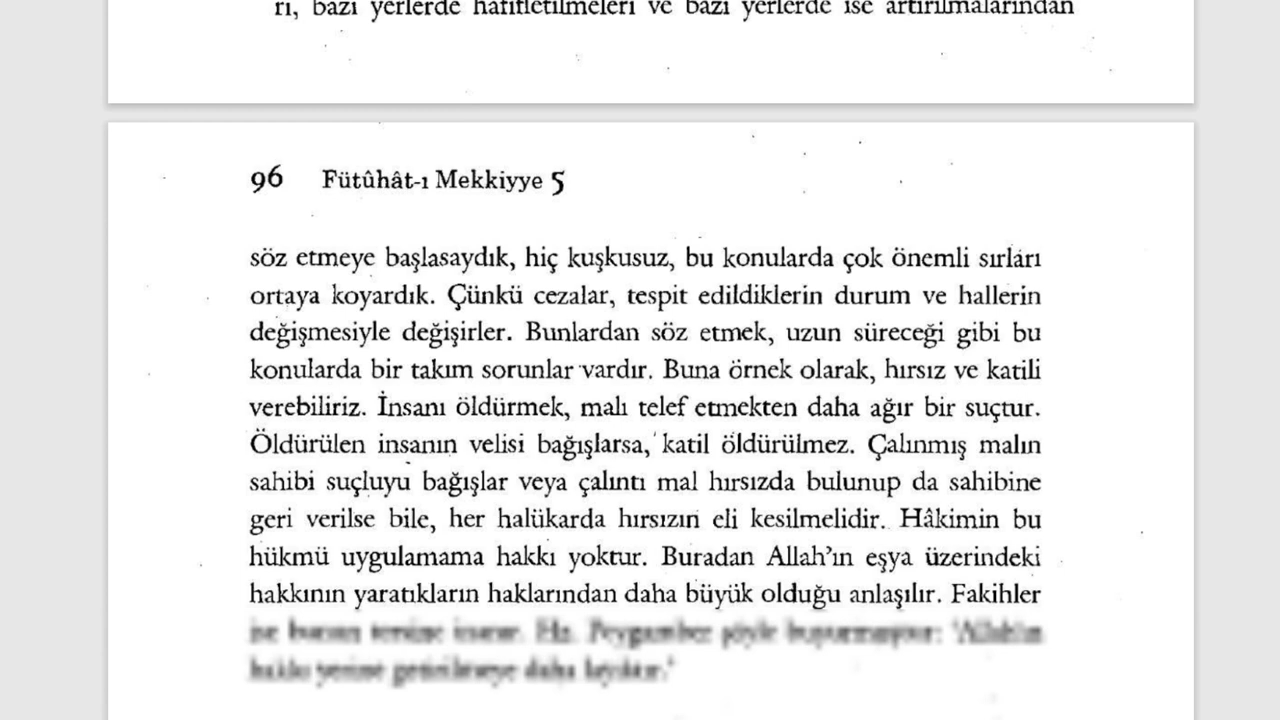 rı, bazı yerlerde hafifletilmeleri ve bazı yerlerde ise artırılmalarından
96 Fütûhât-ı Mekkiyye 5
söz etmeye başlasaydık, hiç kuşkusuz, bu konularda çok önemli sırları
ortaya koyardık. Çünkü cezalar, tespit edildiklerin durum ve hallerin
değişmesiyle değişirler. Bunlardan söz etmek, uzun süreceği gibi bu
konularda bir takım sorunlar vardır. Buna örnek olarak, hırsız ve katili
verebiliriz. İnsanı öldürmek, malı telef etmekten daha ağır bir suçtur.
Öldürülen insanın velisi bağışlarsa, katil öldürülmez. Çalınmış malın
sahibi suçluyu bağışlar veya çalıntı mal hırsızda bulunup da sahibine
geri verilse bile, her halükarda hırsızın eli kesilmelidir. Hâkimin bu
hükmü uygulamama hakkı yoktur. Buradan Allah'ın eşya üzerindeki
hakkının yaratıkların haklarından daha büyük olduğu anlaşılır. Fakihler